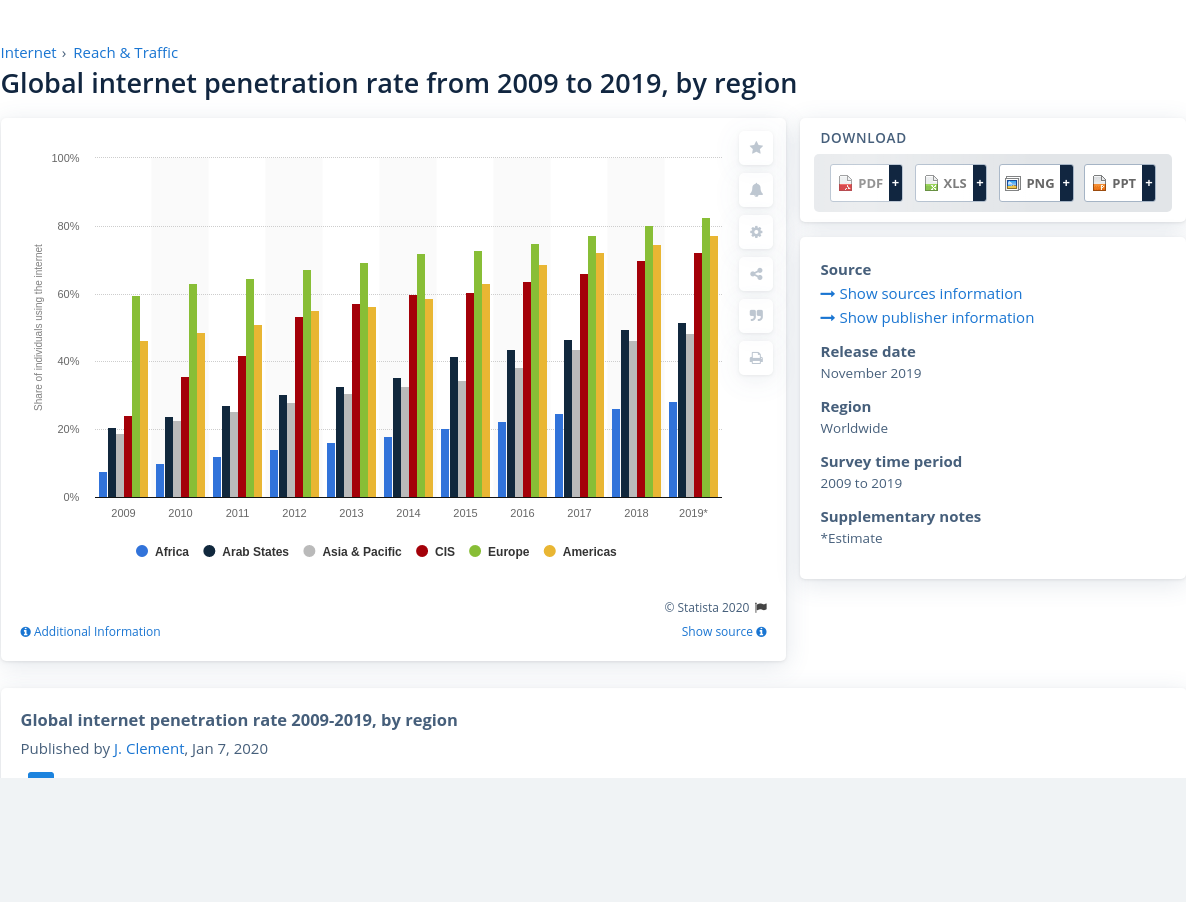 Internet › Reach & Traffic
Global internet penetration rate from 2009 to 2019, by region
Share of individuals using the internet
100%
80%
60%
40%
20%
0%
2009 2010 2011 2012 2013 2014 2015 2016 2017 2018 2019*
Africa Arab States Asia & Pacific CIS Europe Americas
© Statista 2020
Additional Information Show source
DOWNLOAD
PDF + XLS + PNG + PPT +
Source
Show sources information
Show publisher information
Release date
November 2019
Region
Worldwide
Survey time period
2009 to 2019
Supplementary notes
*Estimate
Global internet penetration rate 2009-2019, by region
Published by J. Clement, Jan 7, 2020